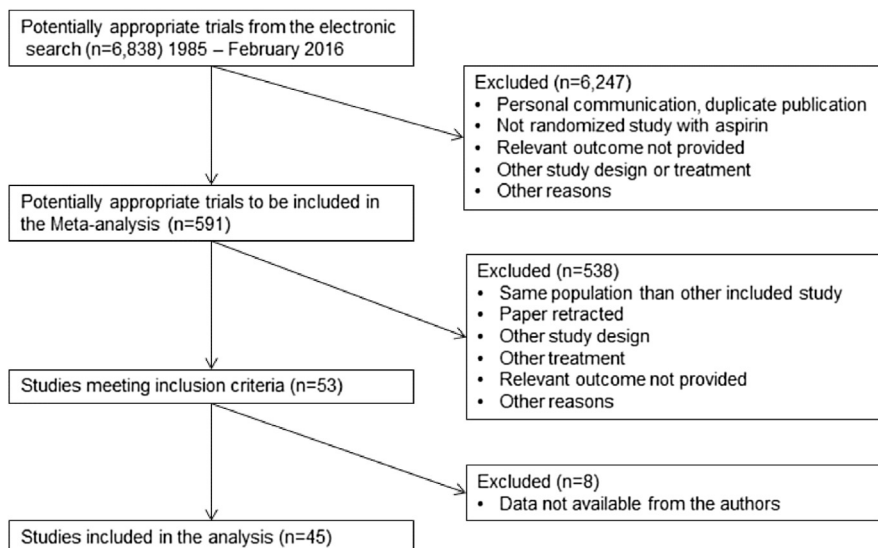 Potentially appropriate trials from the electronic
search (n=6,838) 1985 – February 2016
Excluded (n=6,247)
• Personal communication, duplicate publication
• Not randomized study with aspirin
• Relevant outcome not provided
• Other study design or treatment
• Other reasons
Potentially appropriate trials to be included in
the Meta-analysis (n=591)
Excluded (n=538)
• Same population than other included study
• Paper retracted
• Other study design
• Other treatment
• Relevant outcome not provided
• Other reasons
Studies meeting inclusion criteria (n=53)
Excluded (n=8)
• Data not available from the authors
Studies included in the analysis (n=45)